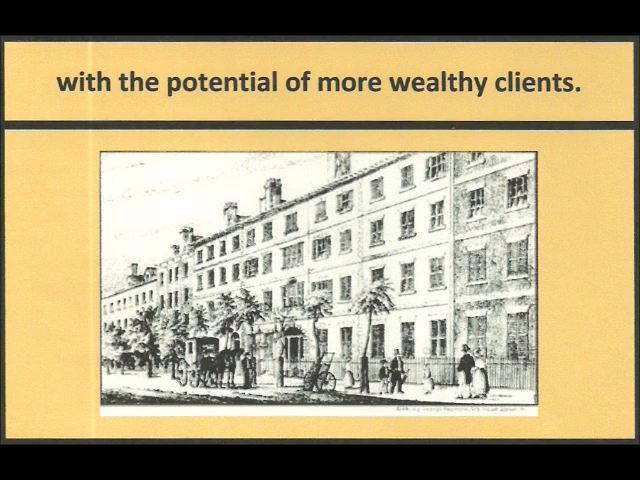 with the potential of more wealthy clients.